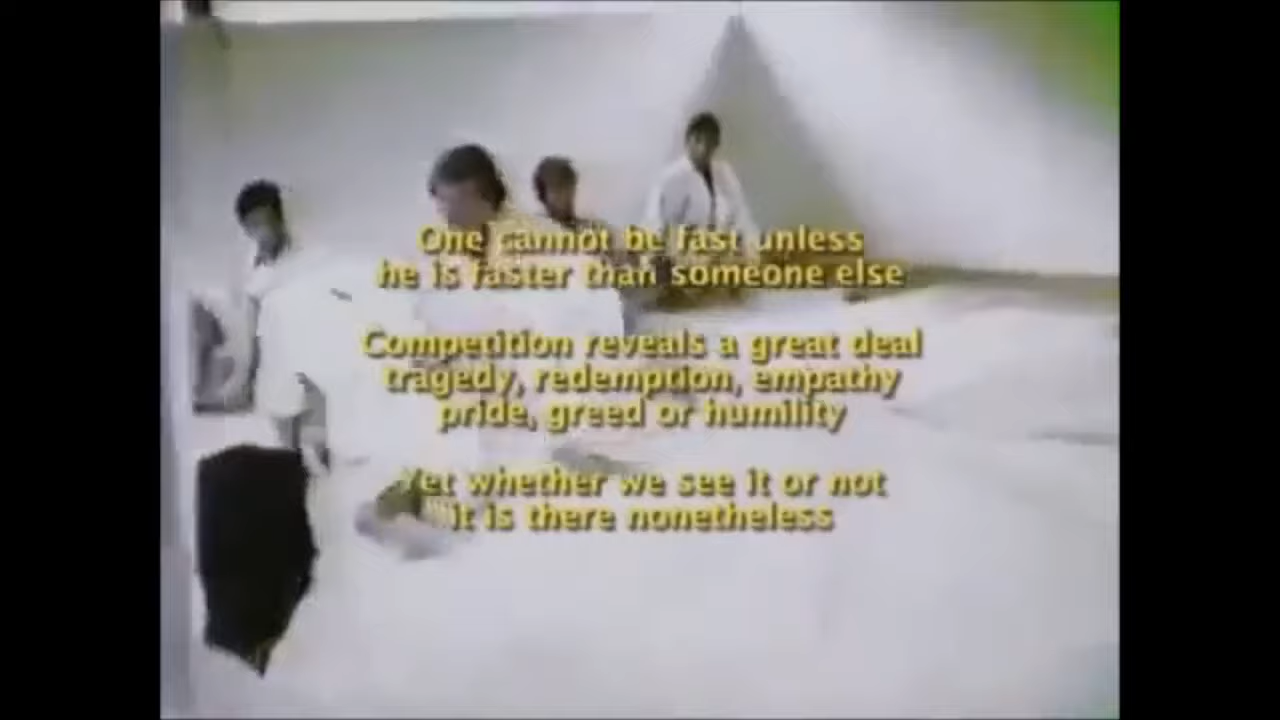 One cannot be fast unless
he is faster than someone else
Competition reveals a great deal
tragedy, redemption, empathy
pride, greed or humility
Yet whether we see it or not
it is there nonetheless